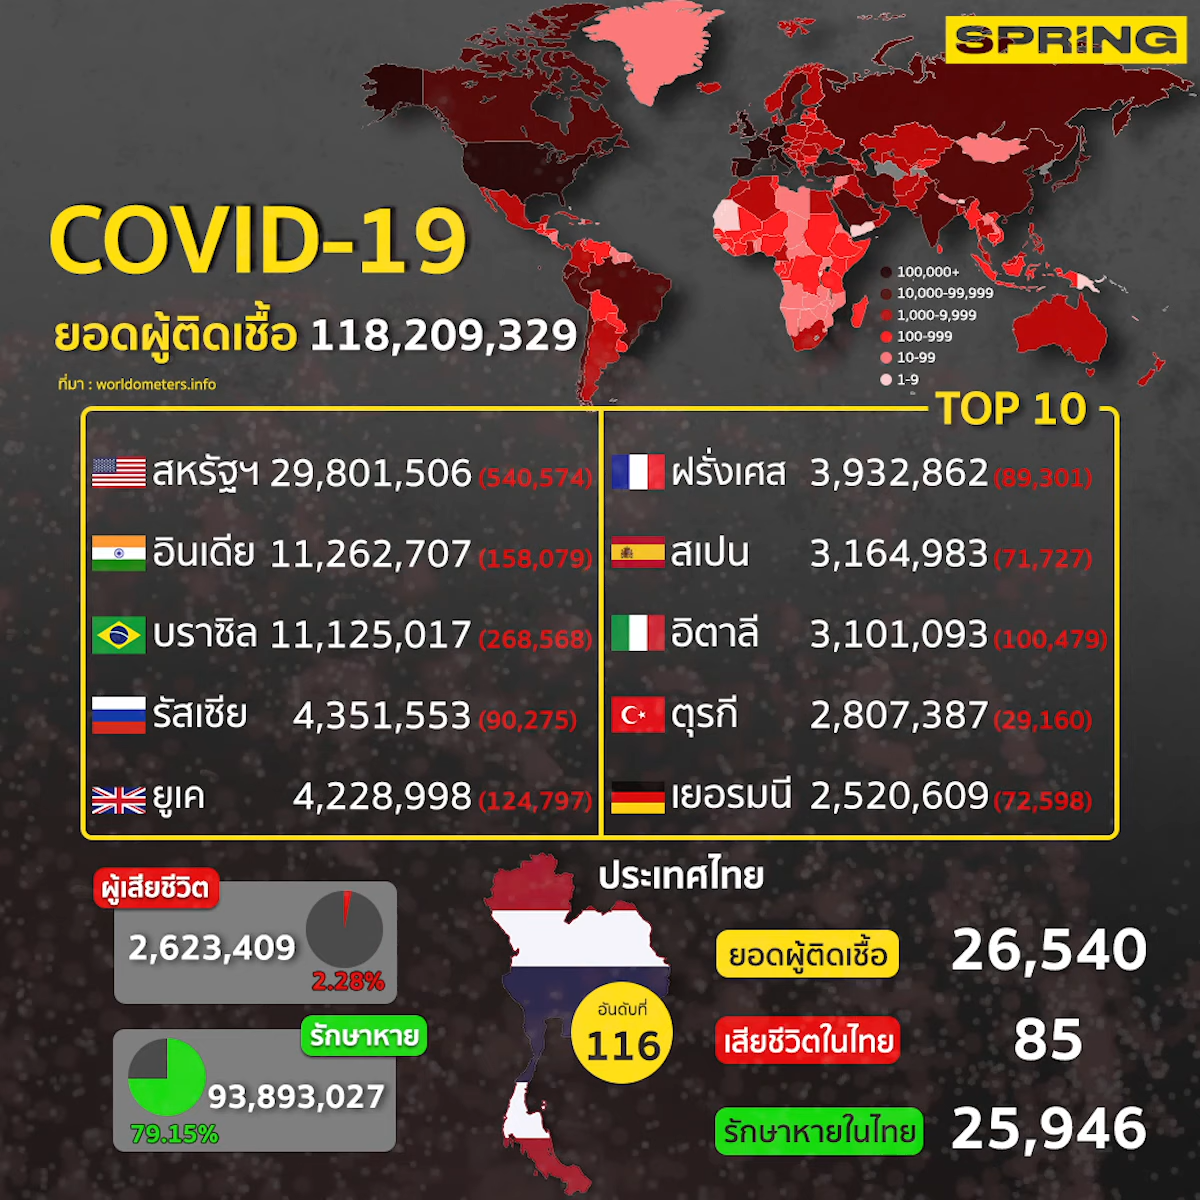 SPRiNG
COVID-19
ยอดผู้ติดเชื้อ 118,209,329
ที่มา : worldometers.info
100,000+
10,000-99,999
1,000-9,999
100-999
10-99
1-9
TOP 10
สหรัฐฯ 29,801,506 (540,574)
อินเดีย 11,262,707 (158,079)
บราซิล 11,125,017 (268,568)
รัสเซีย 4,351,553 (90,275)
ยูเค 4,228,998 (124,797)
ฝรั่งเศส 3,932,862 (89,301)
สเปน 3,164,983 (71,727)
อิตาลี 3,101,093 (100,479)
ตุรกี 2,807,387 (29,160)
เยอรมนี 2,520,609 (72,598)
ผู้เสียชีวิต
2,623,409
2.28%
รักษาหาย
93,893,027
79.15%
ประเทศไทย
อันดับที่
116
ยอดผู้ติดเชื้อ 26,540
เสียชีวิตในไทย 85
รักษาหายในไทย 25,946